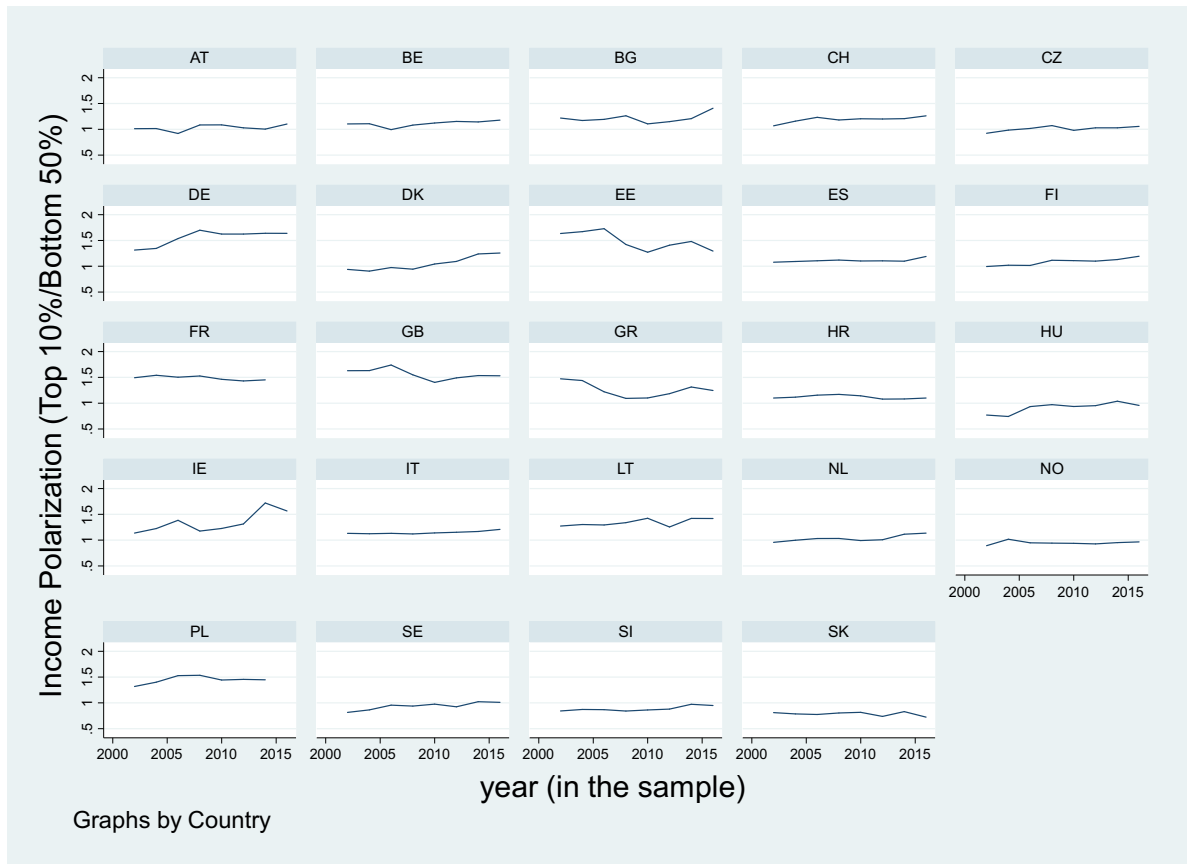 Income Polarization (Top 10%/Bottom 50%)
AT BE BG CH CZ
2
1.5
1
.5
DE DK EE ES FI
2
1.5
1
.5
FR GB GR HR HU
2
1.5
1
.5
IE IT LT NL NO
2
1.5
1
.5
2000 2005 2010 2015
PL SE SI SK
2
1.5
1
.5
2000 2005 2010 2015 2000 2005 2010 2015 2000 2005 2010 2015 2000 2005 2010 2015
year (in the sample)
Graphs by Country